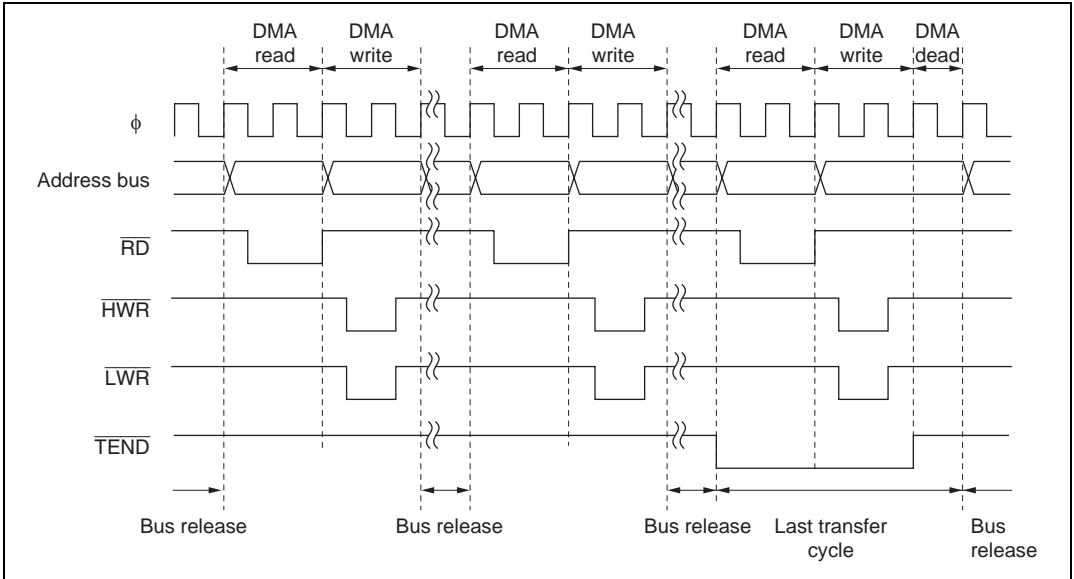 DMA read DMA write DMA read DMA write DMA read DMA write DMA dead
ϕ
Address bus
RD
HWR
LWR
TEND
Bus release Bus release Bus release Last transfer cycle Bus release